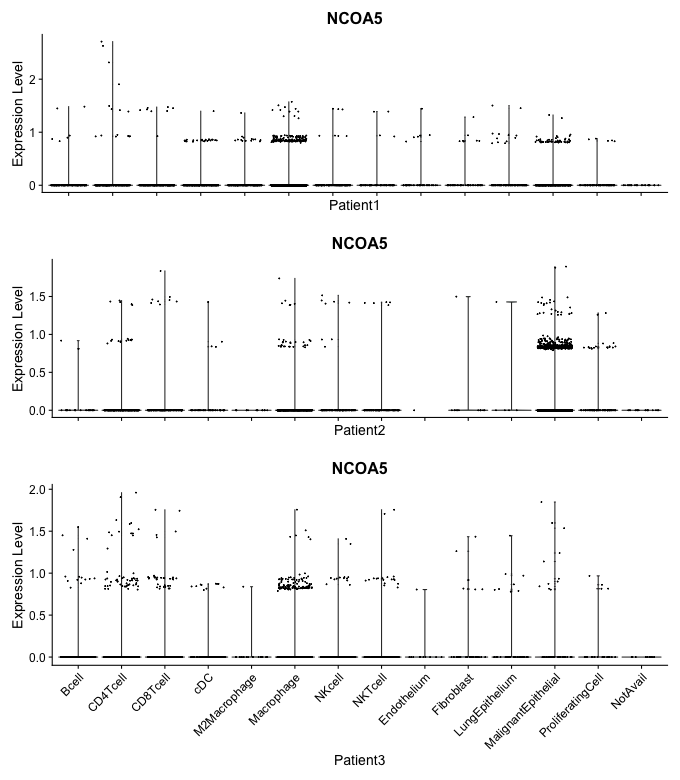 NCOA5
Expression Level
2
1
0
Patient1
NCOA5
Expression Level
1.5
1.0
0.5
0.0
Patient2
NCOA5
Expression Level
2.0
1.5
1.0
0.5
0.0
Bcell
CD4Tcell
CD8Tcell
cDC
M2Macrophage
Macrophage
NKcell
NKTcell
Endothelium
Fibroblast
LungEpithelium
MalignantEpithelial
ProliferatingCell
NotAvail
Patient3